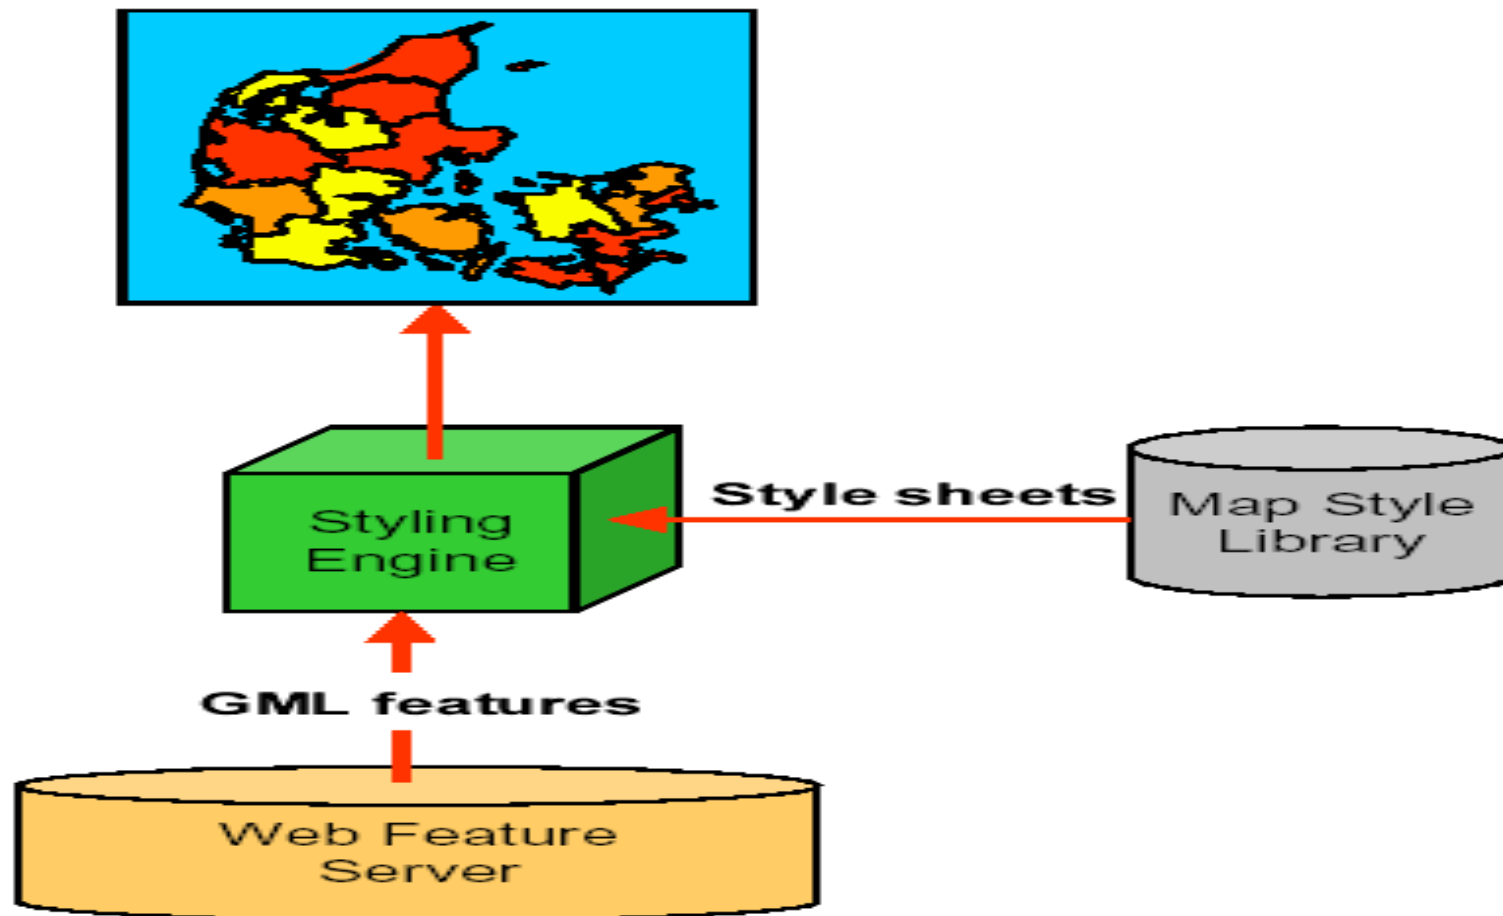 Styling
Engine
Style sheets
Map Style
Library
GML features
Web Feature
Server